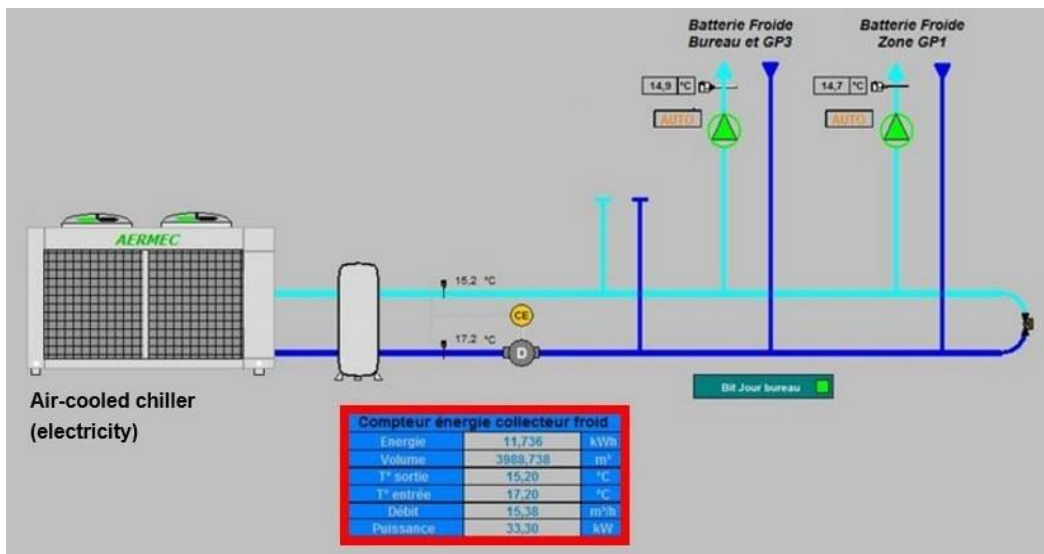 Batterie Froide
Bureau et GP3
Batterie Froide
Zone GP1
14,9 °C
14,7 °C
AUTO
AUTO
AERMEC
15,2 °C
CE
17,2 °C
D
Bit Jour bureau
Air-cooled chiller
(electricity)
Compteur énergie collecteur froid
Energie 11,736 kWh
Volume 3988,738 m³
T° sortie 15,20 °C
T° entrée 17,20 °C
Débit 15,38 m³/h
Puissance 33,30 kW